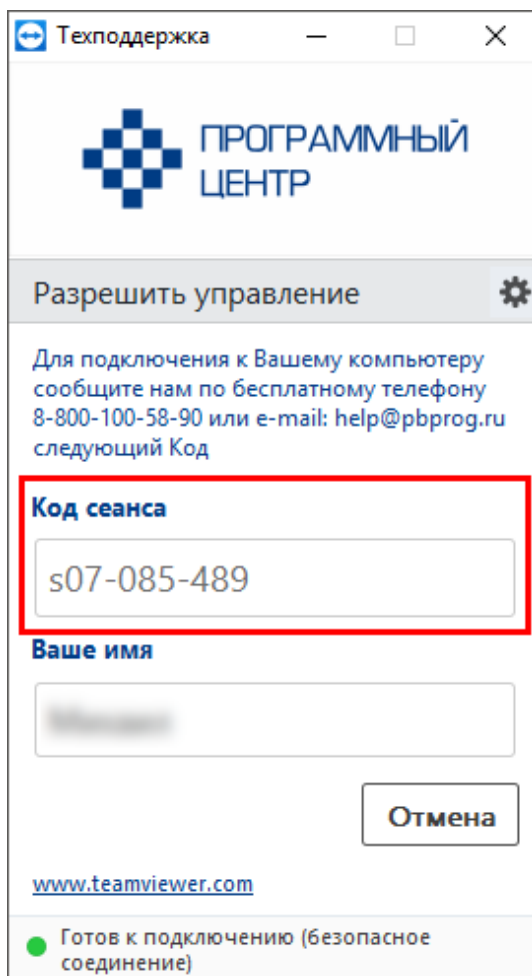 Техподдержка
ПРОГРАММНЫЙ
ЦЕНТР
Разрешить управление
Для подключения к Вашему компьютеру
сообщите нам по бесплатному телефону
8-800-100-58-90 или e-mail: help@pbprog.ru
следующий Код
Код сеанса
s07-085-489
Ваше имя
Отмена
www.teamviewer.com
Готов к подключению (безопасное
соединение)